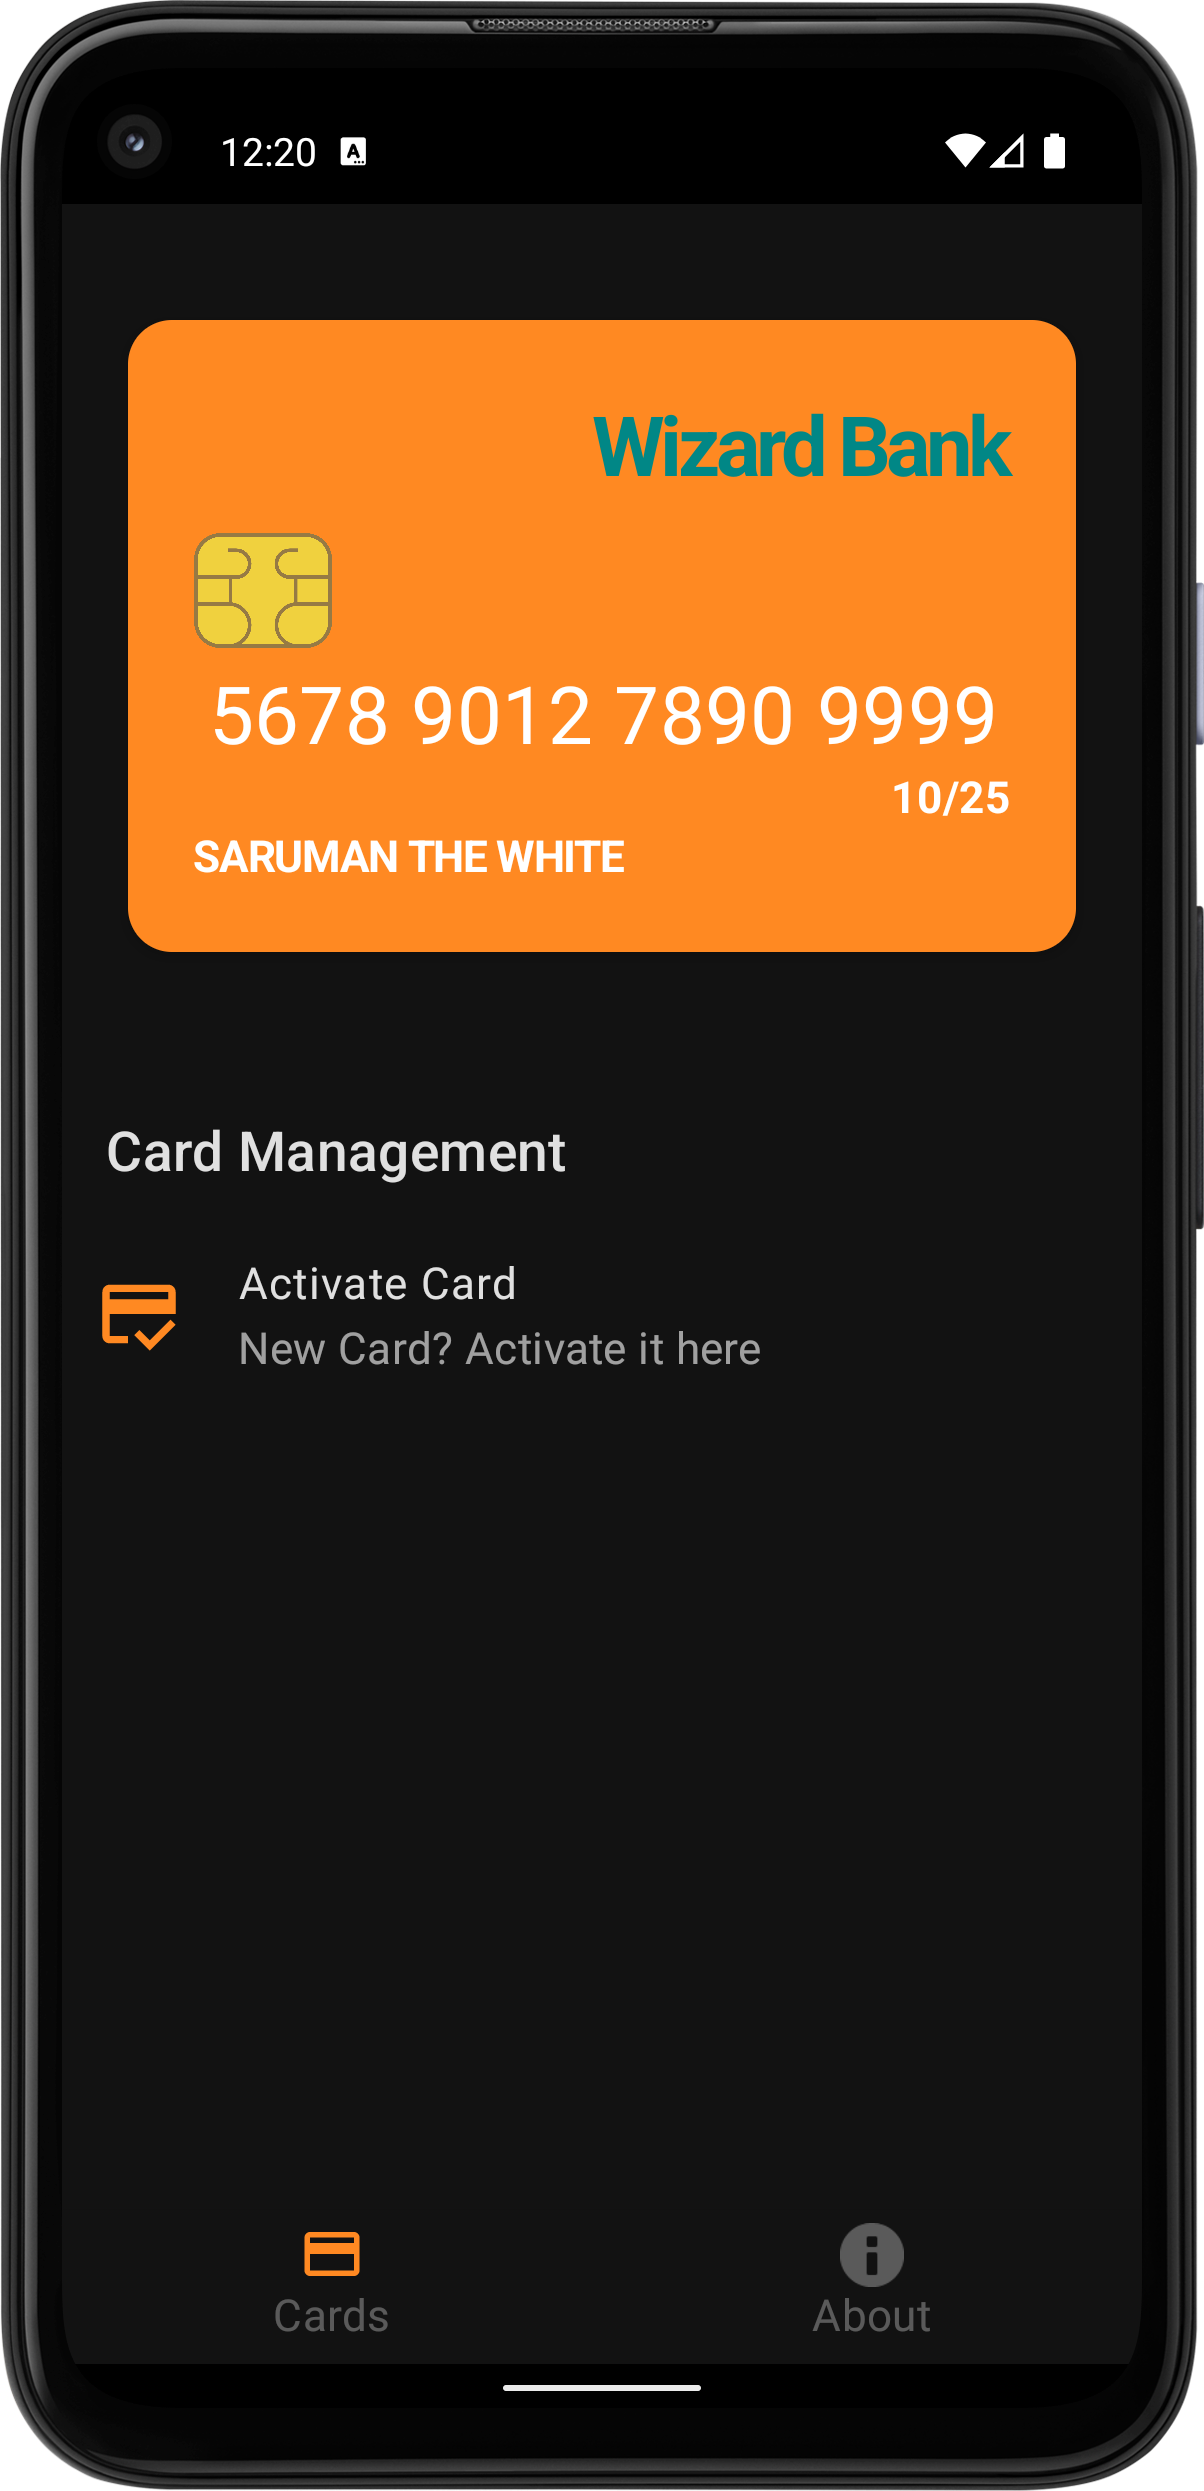 12:20 A
Wizard Bank
5678 9012 7890 9999
10/25
SARUMAN THE WHITE
Card Management
Activate Card
New Card? Activate it here
Cards
About